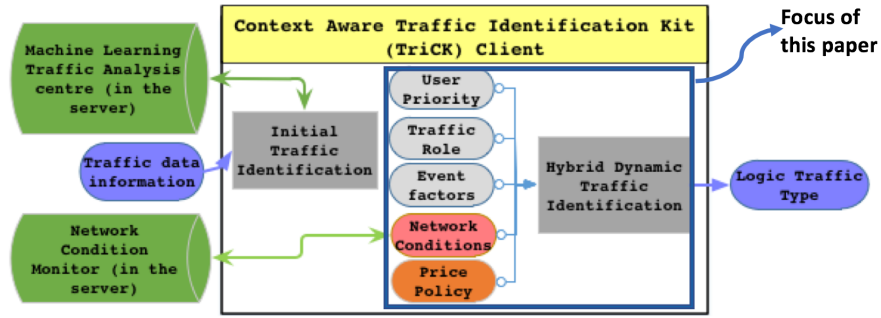 Context Aware Traffic Identification Kit
(TriCK) Client
Focus of
this paper
Machine Learning
Traffic Analysis
centre (in the
server)
Traffic data
information
Network
Condition
Monitor (in the
server)
Initial
Traffic
Identification
User
Priority
Traffic
Role
Event
factors
Network
Conditions
Price
Policy
Hybrid Dynamic
Traffic
Identification
Logic Traffic
Type